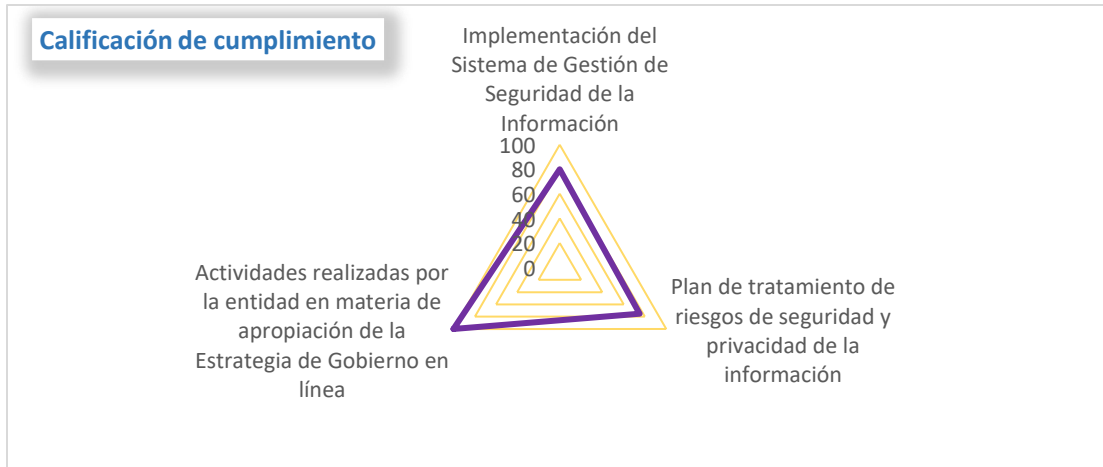 Calificación de cumplimiento
Implementación del
Sistema de Gestión de
Seguridad de la
Información
100
80
60
40
20
0
Plan de tratamiento de
riesgos de seguridad y
privacidad de la
información
Actividades realizadas por
la entidad en materia de
apropiación de la
Estrategia de Gobierno en
línea